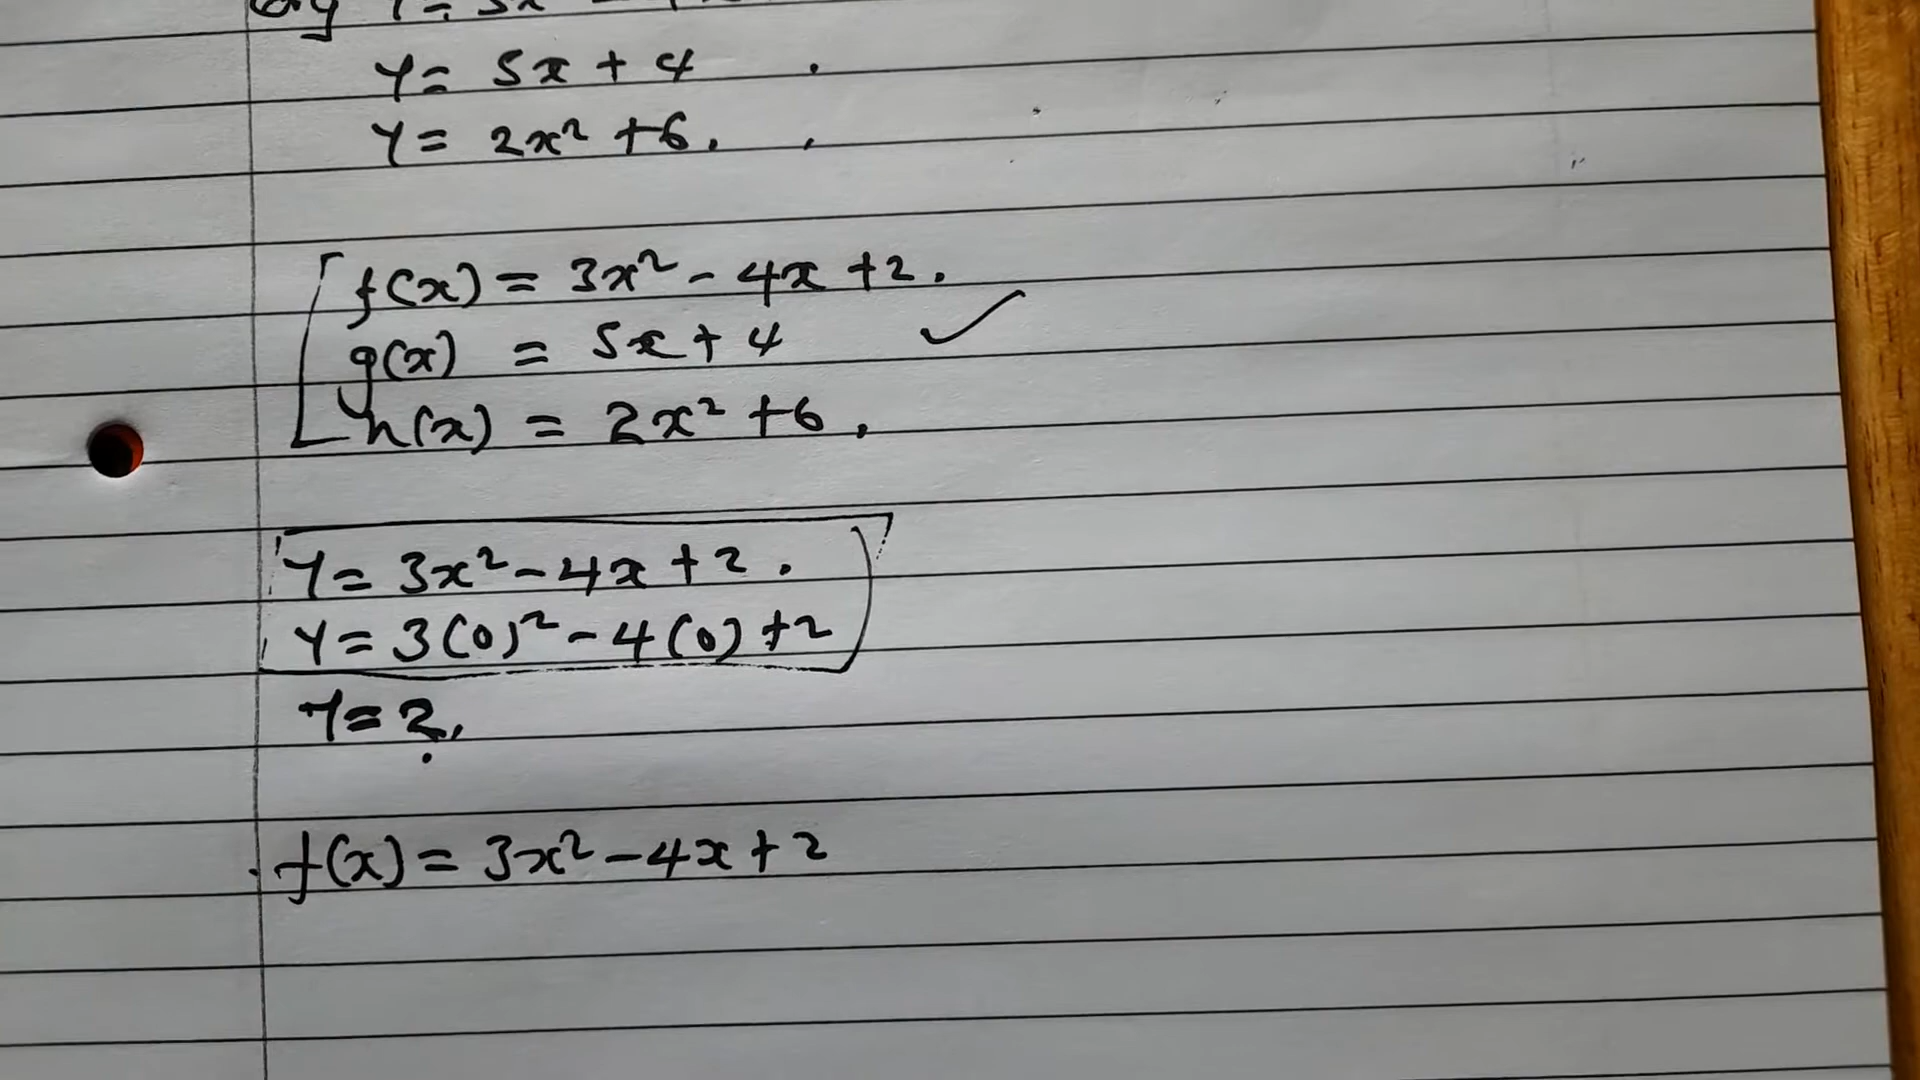 y = 5x + 4
y = 2x² + 6.
f(x) = 3x² - 4x + 2.
g(x) = 5x + 4 ✓
h(x) = 2x² + 6.
y = 3x² - 4x + 2.
y = 3(0)² - 4(0) + 2
y = 2.
f(x) = 3x² - 4x + 2